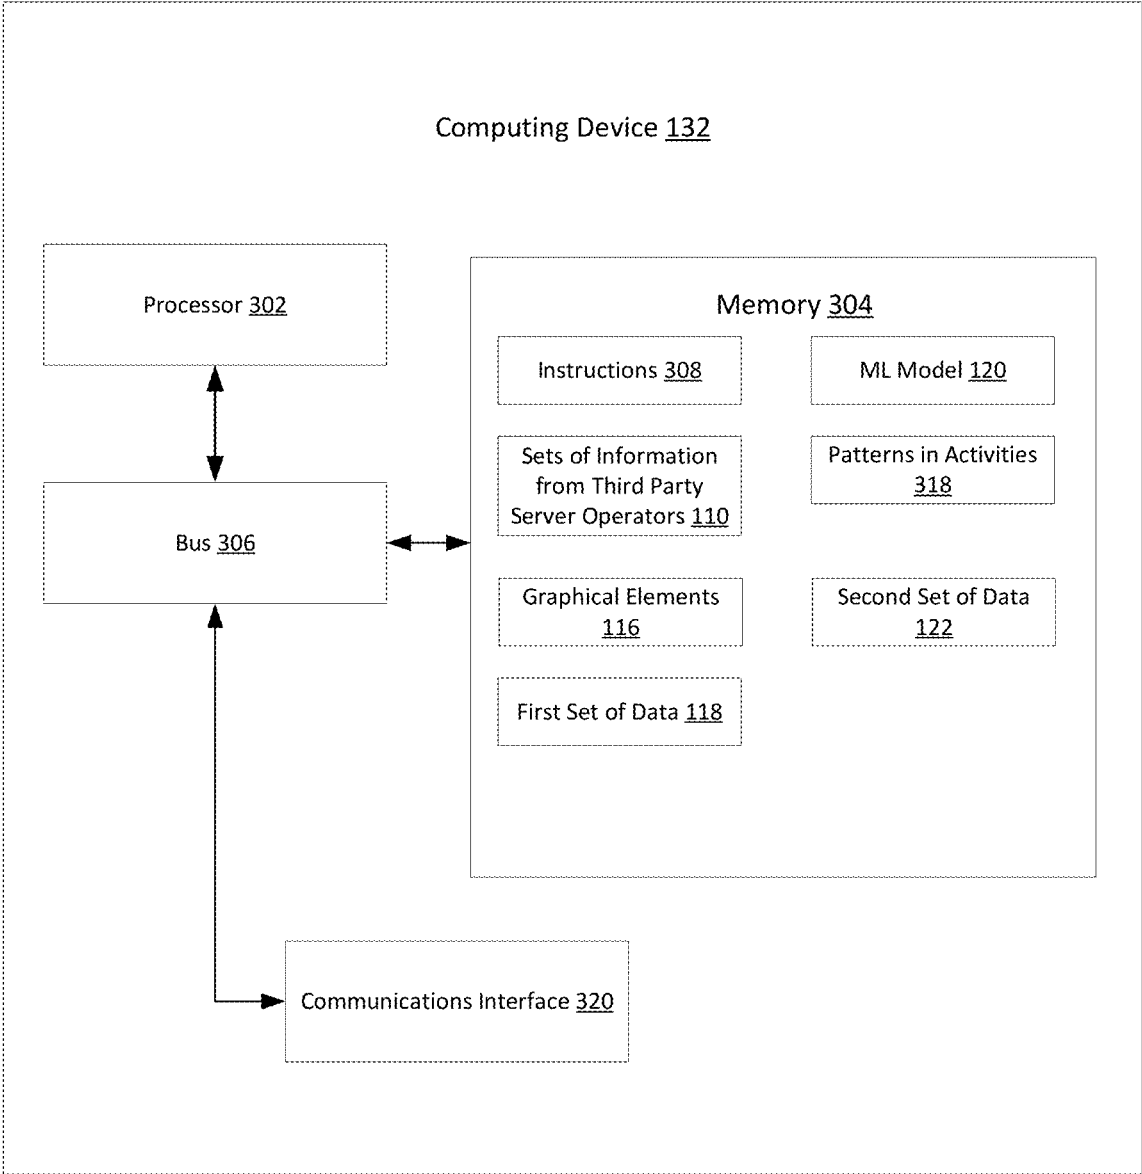 Computing Device 132
Processor 302
Memory 304
Instructions 308
ML Model 120
Sets of Information
from Third Party
Server Operators 110
Patterns in Activities
318
Bus 306
Graphical Elements
116
Second Set of Data
122
First Set of Data 118
Communications Interface 320